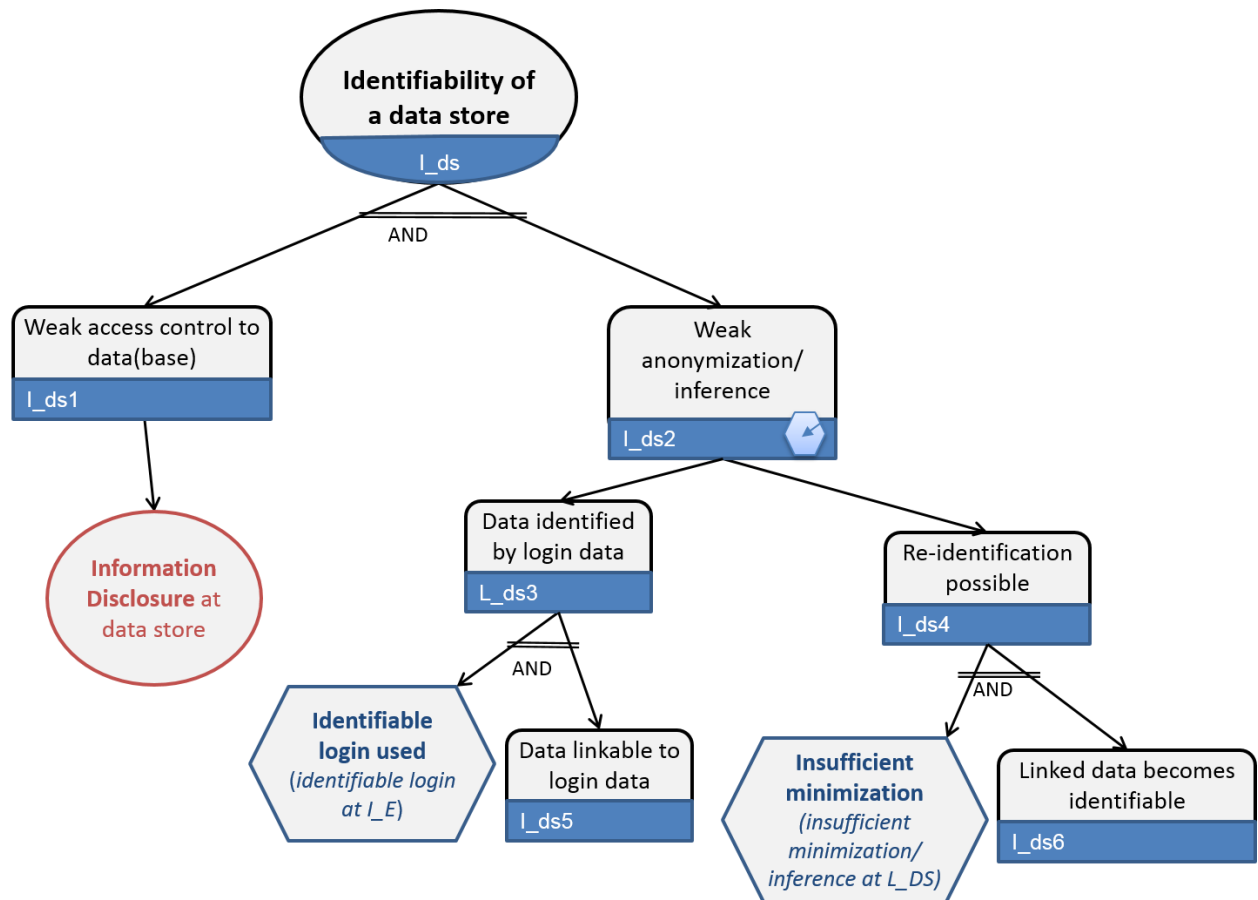 Identifiability of
a data store
I_ds
AND
Weak access control to
data(base)
I_ds1
Weak
anonymization/
inference
I_ds2
Information
Disclosure at
data store
Data identified
by login data
L_ds3
Re-identification
possible
I_ds4
AND
AND
Identifiable
login used
(identifiable login
at I_E)
Data linkable to
login data
I_ds5
Insufficient
minimization
(insufficient
minimization/
inference at L_DS)
Linked data becomes
identifiable
I_ds6